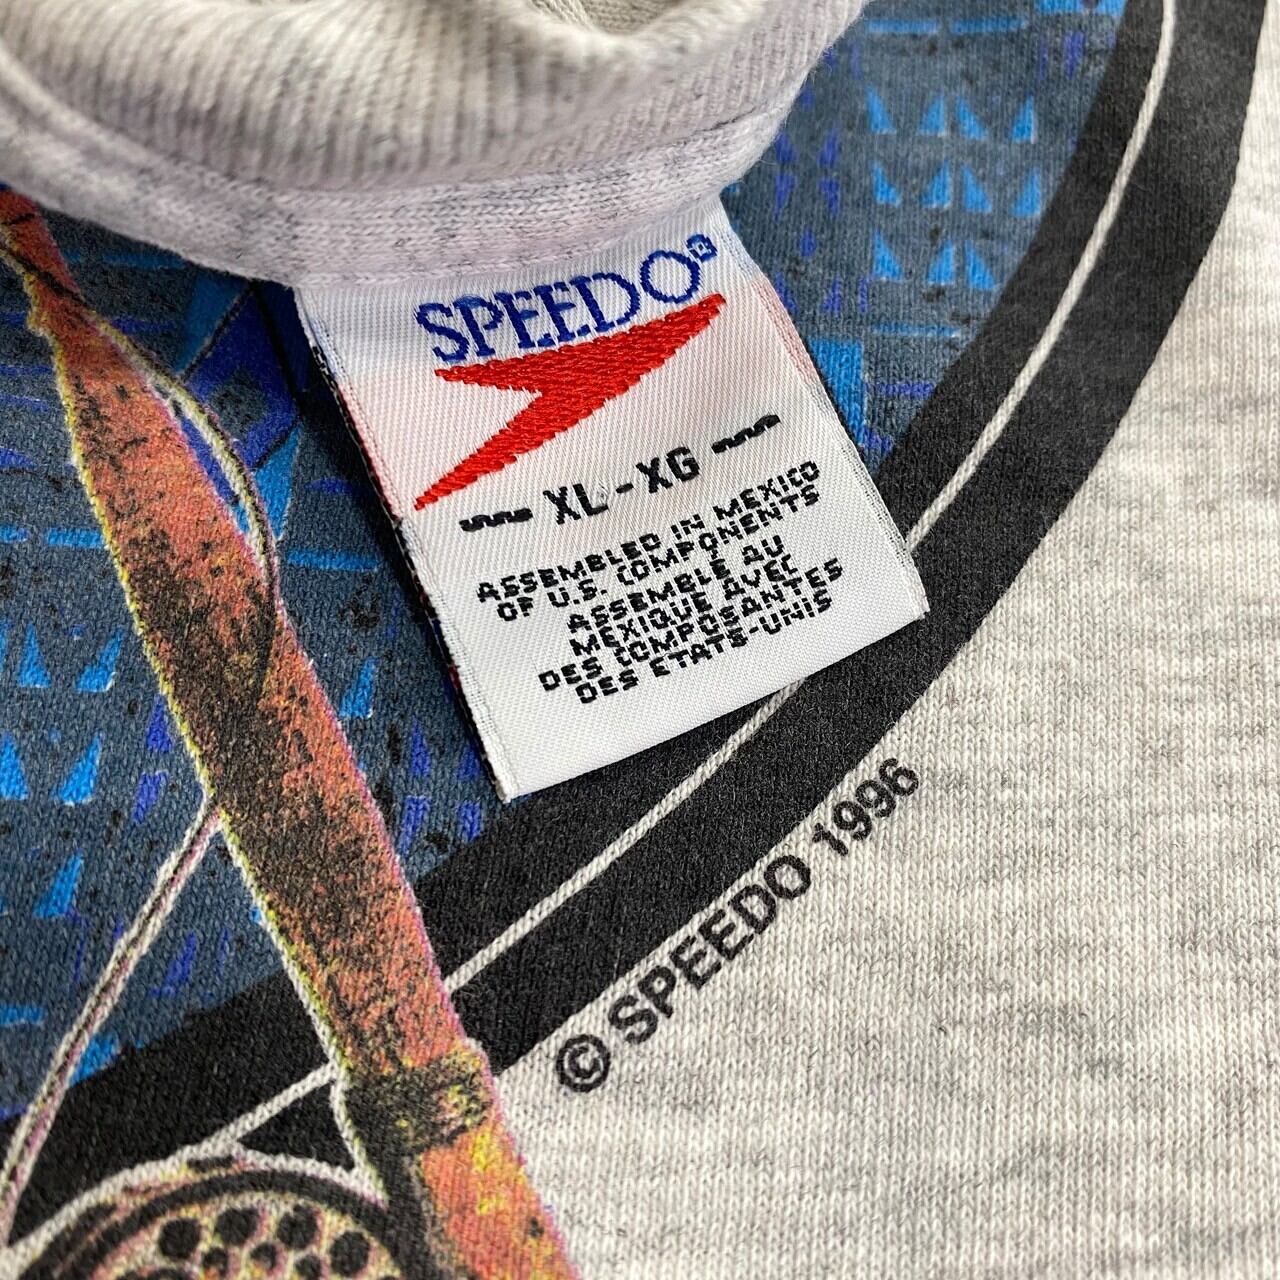 SPEEDO®
XL-XG
ASSEMBLED IN MEXICO
OF U.S. COMPONENTS
ASSEMBLÉ AU
MEXIQUE AVEC
DES COMPOSANTES
DES ETATS-UNIS
© SPEEDO 1996